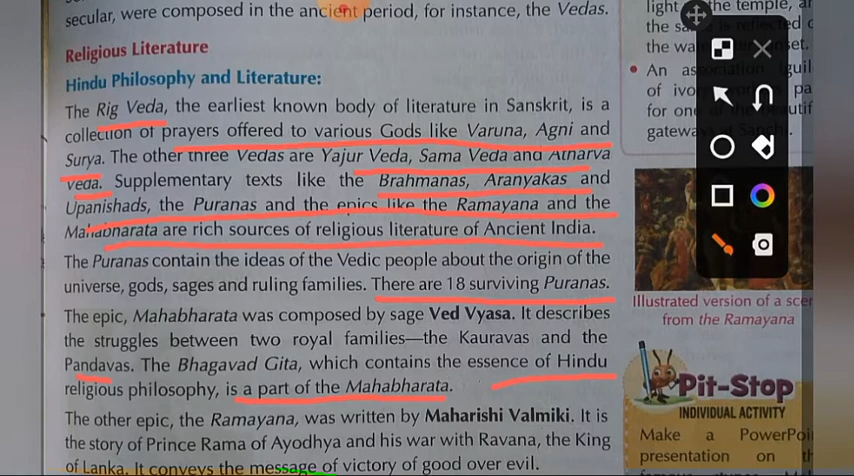 secular, were composed in the ancient period, for instance, the Vedas.
Religious Literature
Hindu Philosophy and Literature:
The Rig Veda, the earliest known body of literature in Sanskrit, is a
collection of prayers offered to various Gods like Varuna, Agni and
Surya. The other three Vedas are Yajur Veda, Sama Veda and Atharva
Veda. Supplementary texts like the Brahmanas, Aranyakas and
Upanishads, the Puranas and the epics like the Ramayana and the
Mahabharata are rich sources of religious literature of Ancient India.
The Puranas contain the ideas of the Vedic people about the origin of the
universe, gods, sages and ruling families. There are 18 surviving Puranas.
The epic, Mahabharata was composed by sage Ved Vyasa. It describes
the struggles between two royal families—the Kauravas and the
Pandavas. The Bhagavad Gita, which contains the essence of Hindu
religious philosophy, is a part of the Mahabharata.
The other epic, the Ramayana, was written by Maharishi Valmiki. It is
the story of Prince Rama of Ayodhya and his war with Ravana, the King
of Lanka. It conveys the message of victory of good over evil.
light the temple,
the
the
• An
of
for one of
gateway
Illustrated version of a
from the Ramayana
Pit-Stop
INDIVIDUAL ACTIVITY
Make a
presentation on